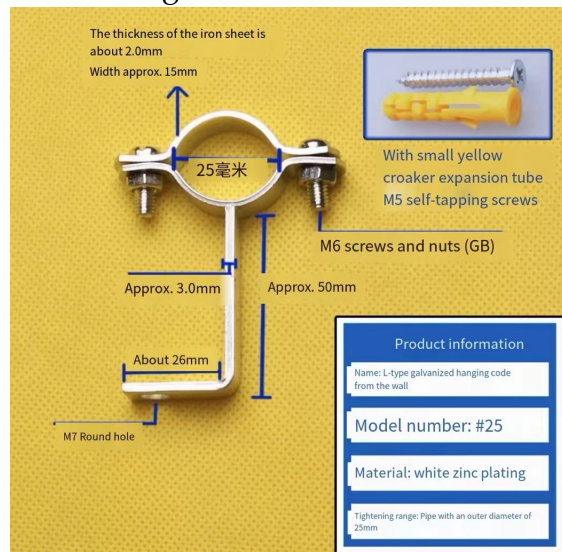 The thickness of the iron sheet is
about 2.0mm
Width approx. 15mm
25毫米
With small yellow
croaker expansion tube
M5 self-tapping screws
M6 screws and nuts (GB)
Approx. 3.0mm
Approx. 50mm
About 26mm
M7 Round hole
Product information
Name: L-type galvanized hanging code
from the wall
Model number: #25
Material: white zinc plating
Tightening range: Pipe with an outer diameter of
25mm